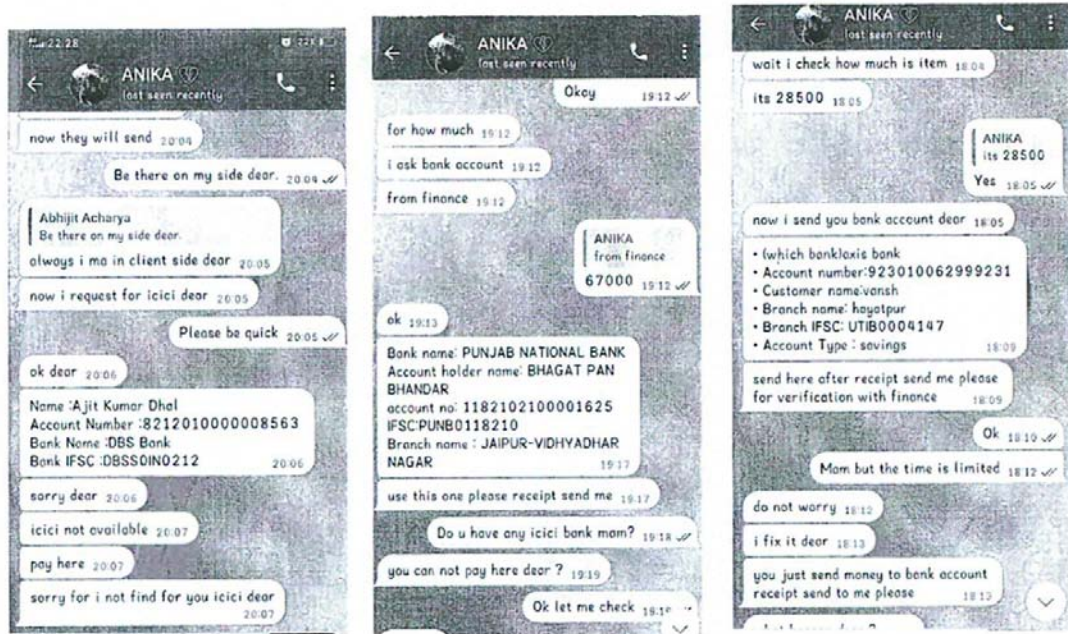 22:28
ANIKA
last seen recently
now they will send 20:04
Be there on my side dear. 20:04
Abhijit Acharya
Be there on my side dear.
always i ma in client side dear 20:05
now i request for icici dear 20:05
Please be quick 20:05
ok dear 20:06
Name :Ajit Kumar Dhal
Account Number :8212010000008563
Bank Name :DBS Bank
Bank IFSC :DBSS0IN0212 20:06
sorry dear 20:06
icici not available 20:07
pay here 20:07
sorry for i not find for you icici dear
20:07
ANIKA
last seen recently
Okay 19:12
for how much 19:12
i ask bank account 19:12
from finance 19:12
ANIKA
from finance
67000 19:12
ok 19:13
Bank name: PUNJAB NATIONAL BANK
Account holder name: BHAGAT PAN
BHANDAR
account no: 1182102100001625
IFSC:PUNB0118210
Branch name : JAIPUR-VIDHYADHAR
NAGAR 19:17
use this one please receipt send me 19:17
Do u have any icici bank mam? 19:18
you can not pay here dear ? 19:19
Ok let me check
ANIKA
last seen recently
wait i check how much is item 18:04
its 28500 18:05
ANIKA
its 28500
Yes 18:05
now i send you bank account dear 18:05
• (which bank)axis bank
• Account number:923010062999231
• Customer name:vansh
• Branch name: hayatpur
• Branch IFSC: UTIB0004147
• Account Type : savings 18:09
send here after receipt send me please
for verification with finance 18:09
Ok 18:10
Mam but the time is limited 18:12
do not worry 18:12
i fix it dear 18:13
you just send money to bank account
receipt send to me please 18:13